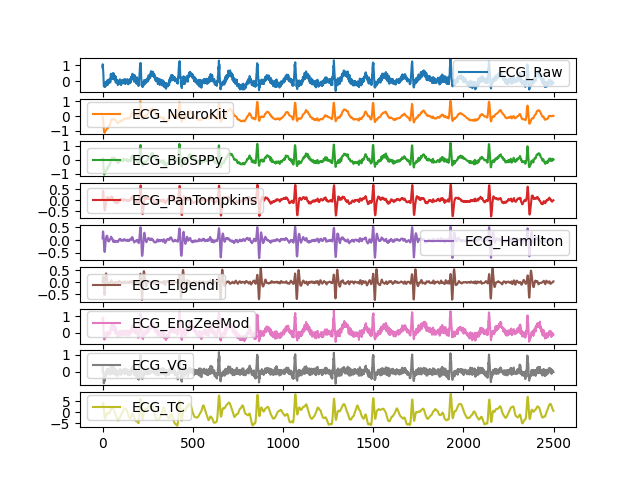 1
0
ECG_Raw
1
0
−1
ECG_NeuroKit
1
0
−1
ECG_BioSPPy
0.5
0.0
−0.5
ECG_PanTompkins
0.5
0.0
−0.5
ECG_Hamilton
0.5
0.0
−0.5
ECG_Elgendi
1
0
ECG_EngZeeMod
1
0
ECG_VG
5
0
−5
ECG_TC
0 500 1000 1500 2000 2500